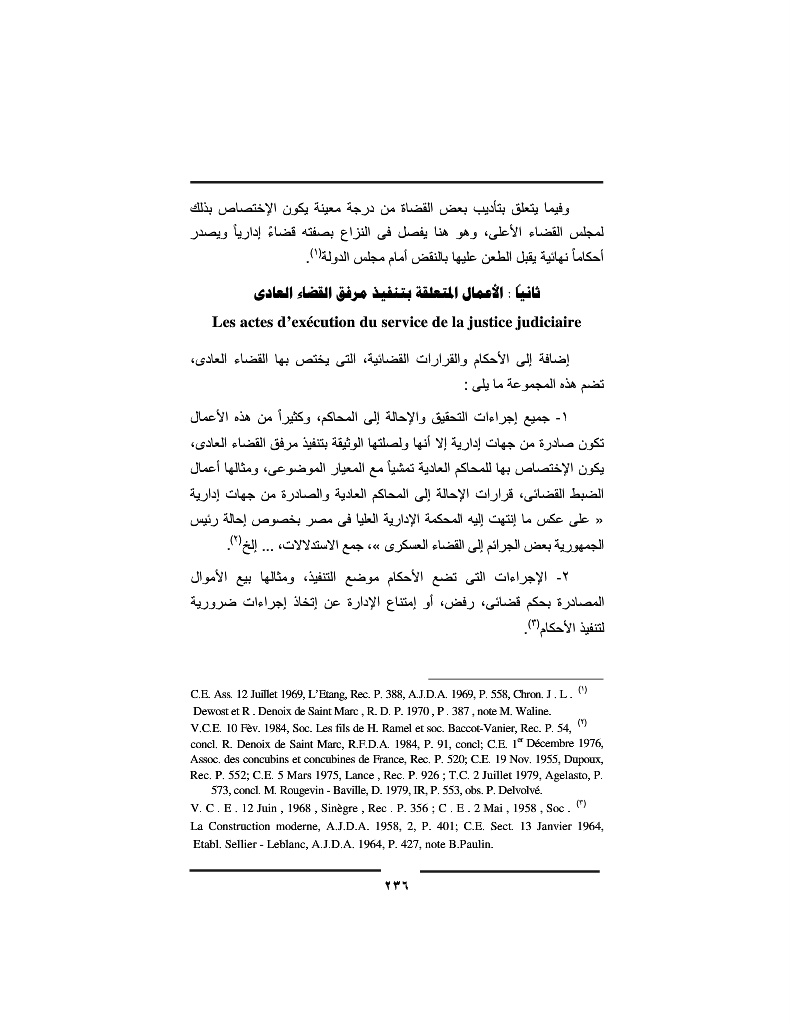 وفيما يتعلق بتأديب بعض القضاة من درجة معينة يكون الإختصاص بذلك
لمجلس القضاء الأعلى، وهو هنا يفصل فى النزاع بصفته قضاءً إدارياً ويصدر
أحكاماً نهائية يقبل الطعن عليها بالنقض أمام مجلس الدولة(١).
ثانياً : الأعمال المتعلقة بتنفيذ مرفق القضاء العادى
Les actes d’exécution du service de la justice judiciaire
إضافة إلى الأحكام والقرارات القضائية، التى يختص بها القضاء العادى،
تضم هذه المجموعة ما يلى :
١- جميع إجراءات التحقيق والإحالة إلى المحاكم، وكثيراً من هذه الأعمال
تكون صادرة من جهات إدارية إلا أنها ولصلتها الوثيقة بتنفيذ مرفق القضاء العادى،
يكون الإختصاص بها للمحاكم العادية تمشياً مع المعيار الموضوعى، ومثالها أعمال
الضبط القضائى، قرارات الإحالة إلى المحاكم العادية والصادرة من جهات إدارية
« على عكس ما إنتهت إليه المحكمة الإدارية العليا فى مصر بخصوص إحالة رئيس
الجمهورية بعض الجرائم إلى القضاء العسكرى »، جمع الاستدلالات، ... إلخ(٢).
٢- الإجراءات التى تضع الأحكام موضع التنفيذ، ومثالها بيع الأموال
المصادرة بحكم قضائى، رفض، أو إمتناع الإدارة عن إتخاذ إجراءات ضرورية
لتنفيذ الأحكام(٣).
C.E. Ass. 12 Juillet 1969, L’Etang, Rec. P. 388, A.J.D.A. 1969, P. 558, Chron. J . L . (١)
Dewost et R . Denoix de Saint Marc , R. D. P. 1970 , P . 387 , note M. Waline.
V.C.E. 10 Fèv. 1984, Soc. Les fils de H. Ramel et soc. Baccot-Vanier, Rec. P. 54, (٢)
concl. R. Denoix de Saint Marc, R.F.D.A. 1984, P. 91, concl; C.E. 1er Décembre 1976,
Assoc. des concubins et concubines de France, Rec. P. 520; C.E. 19 Nov. 1955, Dupoux,
Rec. P. 552; C.E. 5 Mars 1975, Lance , Rec. P. 926 ; T.C. 2 Juillet 1979, Agelasto, P.
573, concl. M. Rougevin - Baville, D. 1979, IR, P. 553, obs. P. Delvolvé.
V. C . E . 12 Juin , 1968 , Sinègre , Rec . P. 356 ; C . E . 2 Mai , 1958 , Soc . (٣)
La Construction moderne, A.J.D.A. 1958, 2, P. 401; C.E. Sect. 13 Janvier 1964,
Etabl. Sellier - Leblanc, A.J.D.A. 1964, P. 427, note B.Paulin.
٢٣٦